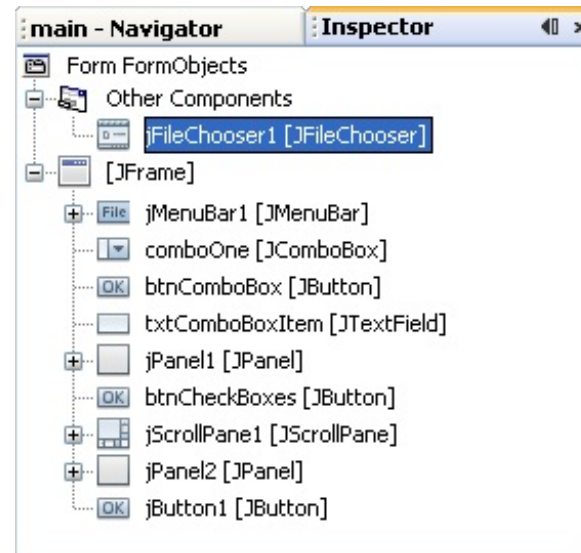 main - Navigator Inspector
Form FormObjects
Other Components
jFileChooser1 [JFileChooser]
[JFrame]
File jMenuBar1 [JMenuBar]
comboOne [JComboBox]
OK btnComboBox [JButton]
txtComboBoxItem [JTextField]
jPanel1 [JPanel]
OK btnCheckBoxes [JButton]
jScrollPane1 [JScrollPane]
jPanel2 [JPanel]
OK jButton1 [JButton]